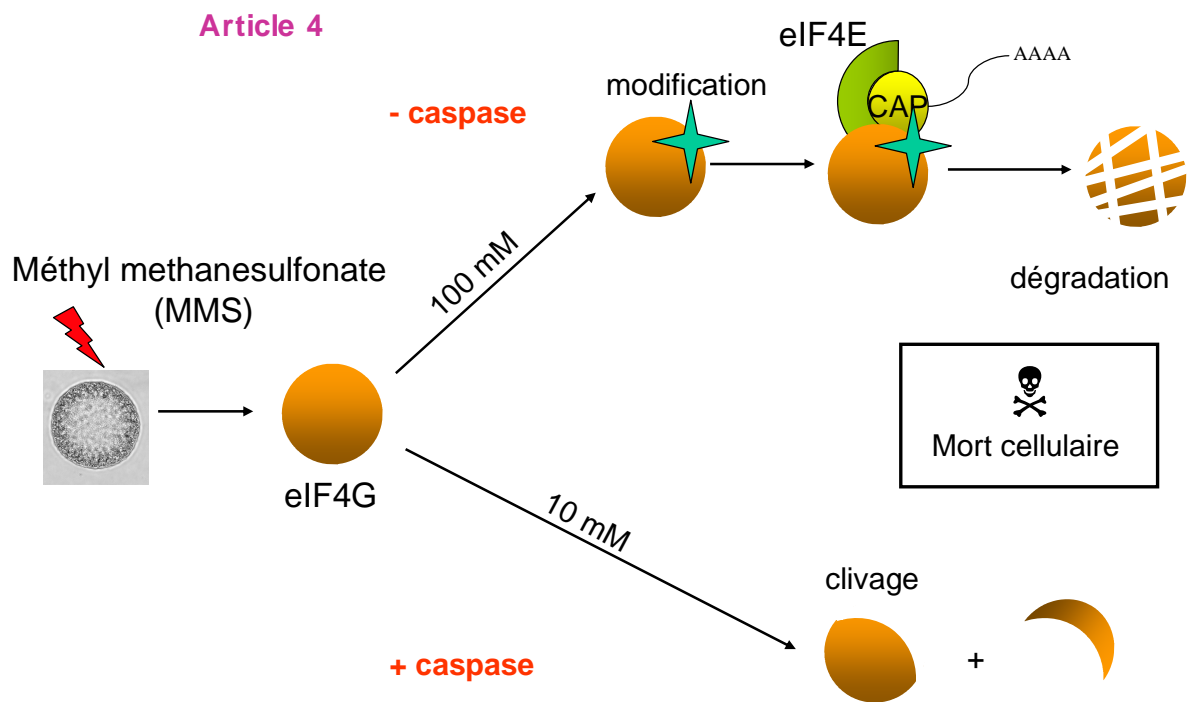 Article 4
eIF4E
AAAA
modification
CAP
- caspase
100 mM
dégradation
Méthyl methanesulfonate
(MMS)
Mort cellulaire
eIF4G
10 mM
clivage
+
+ caspase